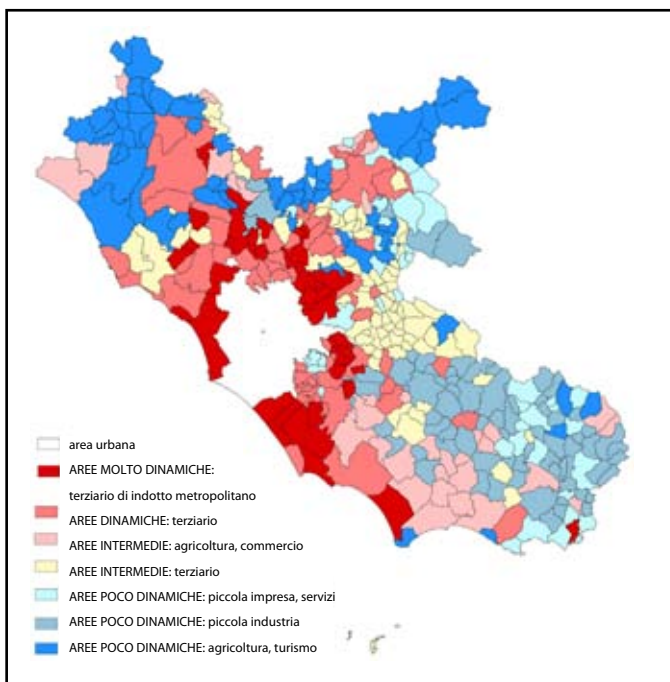 area urbana
AREE MOLTO DINAMICHE:
terziario di indotto metropolitano
AREE DINAMICHE: terziario
AREE INTERMEDIE: agricoltura, commercio
AREE INTERMEDIE: terziario
AREE POCO DINAMICHE: piccola impresa, servizi
AREE POCO DINAMICHE: piccola industria
AREE POCO DINAMICHE: agricoltura, turismo